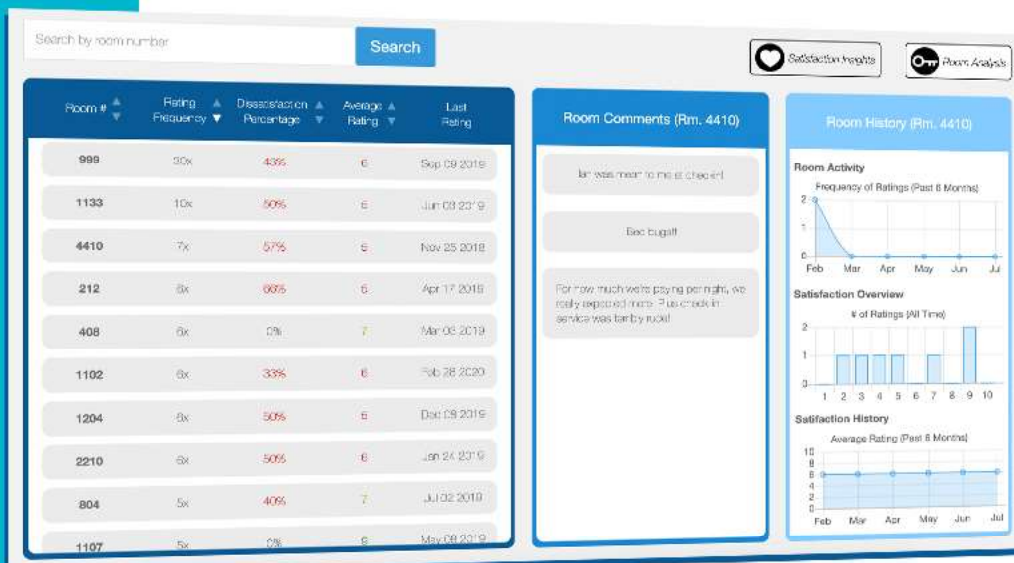 Search by room number
Search
Satisfaction Insights
Room Analysis
Room #
Rating Frequency
Dissatisfaction Percentage
Average Rating
Last Rating
999 30x 43% 6 Sep 09 2019
1133 10x 50% Jun 03 2019
4410 7x 57% Nov 25 2018
212 6x 66% Apr 17 2019
408 6x 0% 7 Mar 2019
1102 6x 33% 6 Feb 28 2020
1204 6x 50% Dec 2019
2210 6x 50% 6 Jan 24 2019
804 5x 40% 7 Jul 02 2019
1107 5x 0% May 08 2019
Room Comments (Rm. 4410)
Ian was mean to me at checkin!
Bed bugs!!
For how much we're paying per night, we
really expected more. Plus check in
service was terribly rude!
Room History (Rm. 4410)
Room Activity
Frequency of Ratings (Past 6 Months)
2
1
0
Feb Mar Apr May Jun Jul
Satisfaction Overview
# of Ratings (All Time)
2
1
0
1 2 3 4 5 6 7 8 9 10
Satifaction History
Average Rating (Past 6 Months)
10
8
6
4
2
0
Feb Mar Apr May Jun Jul